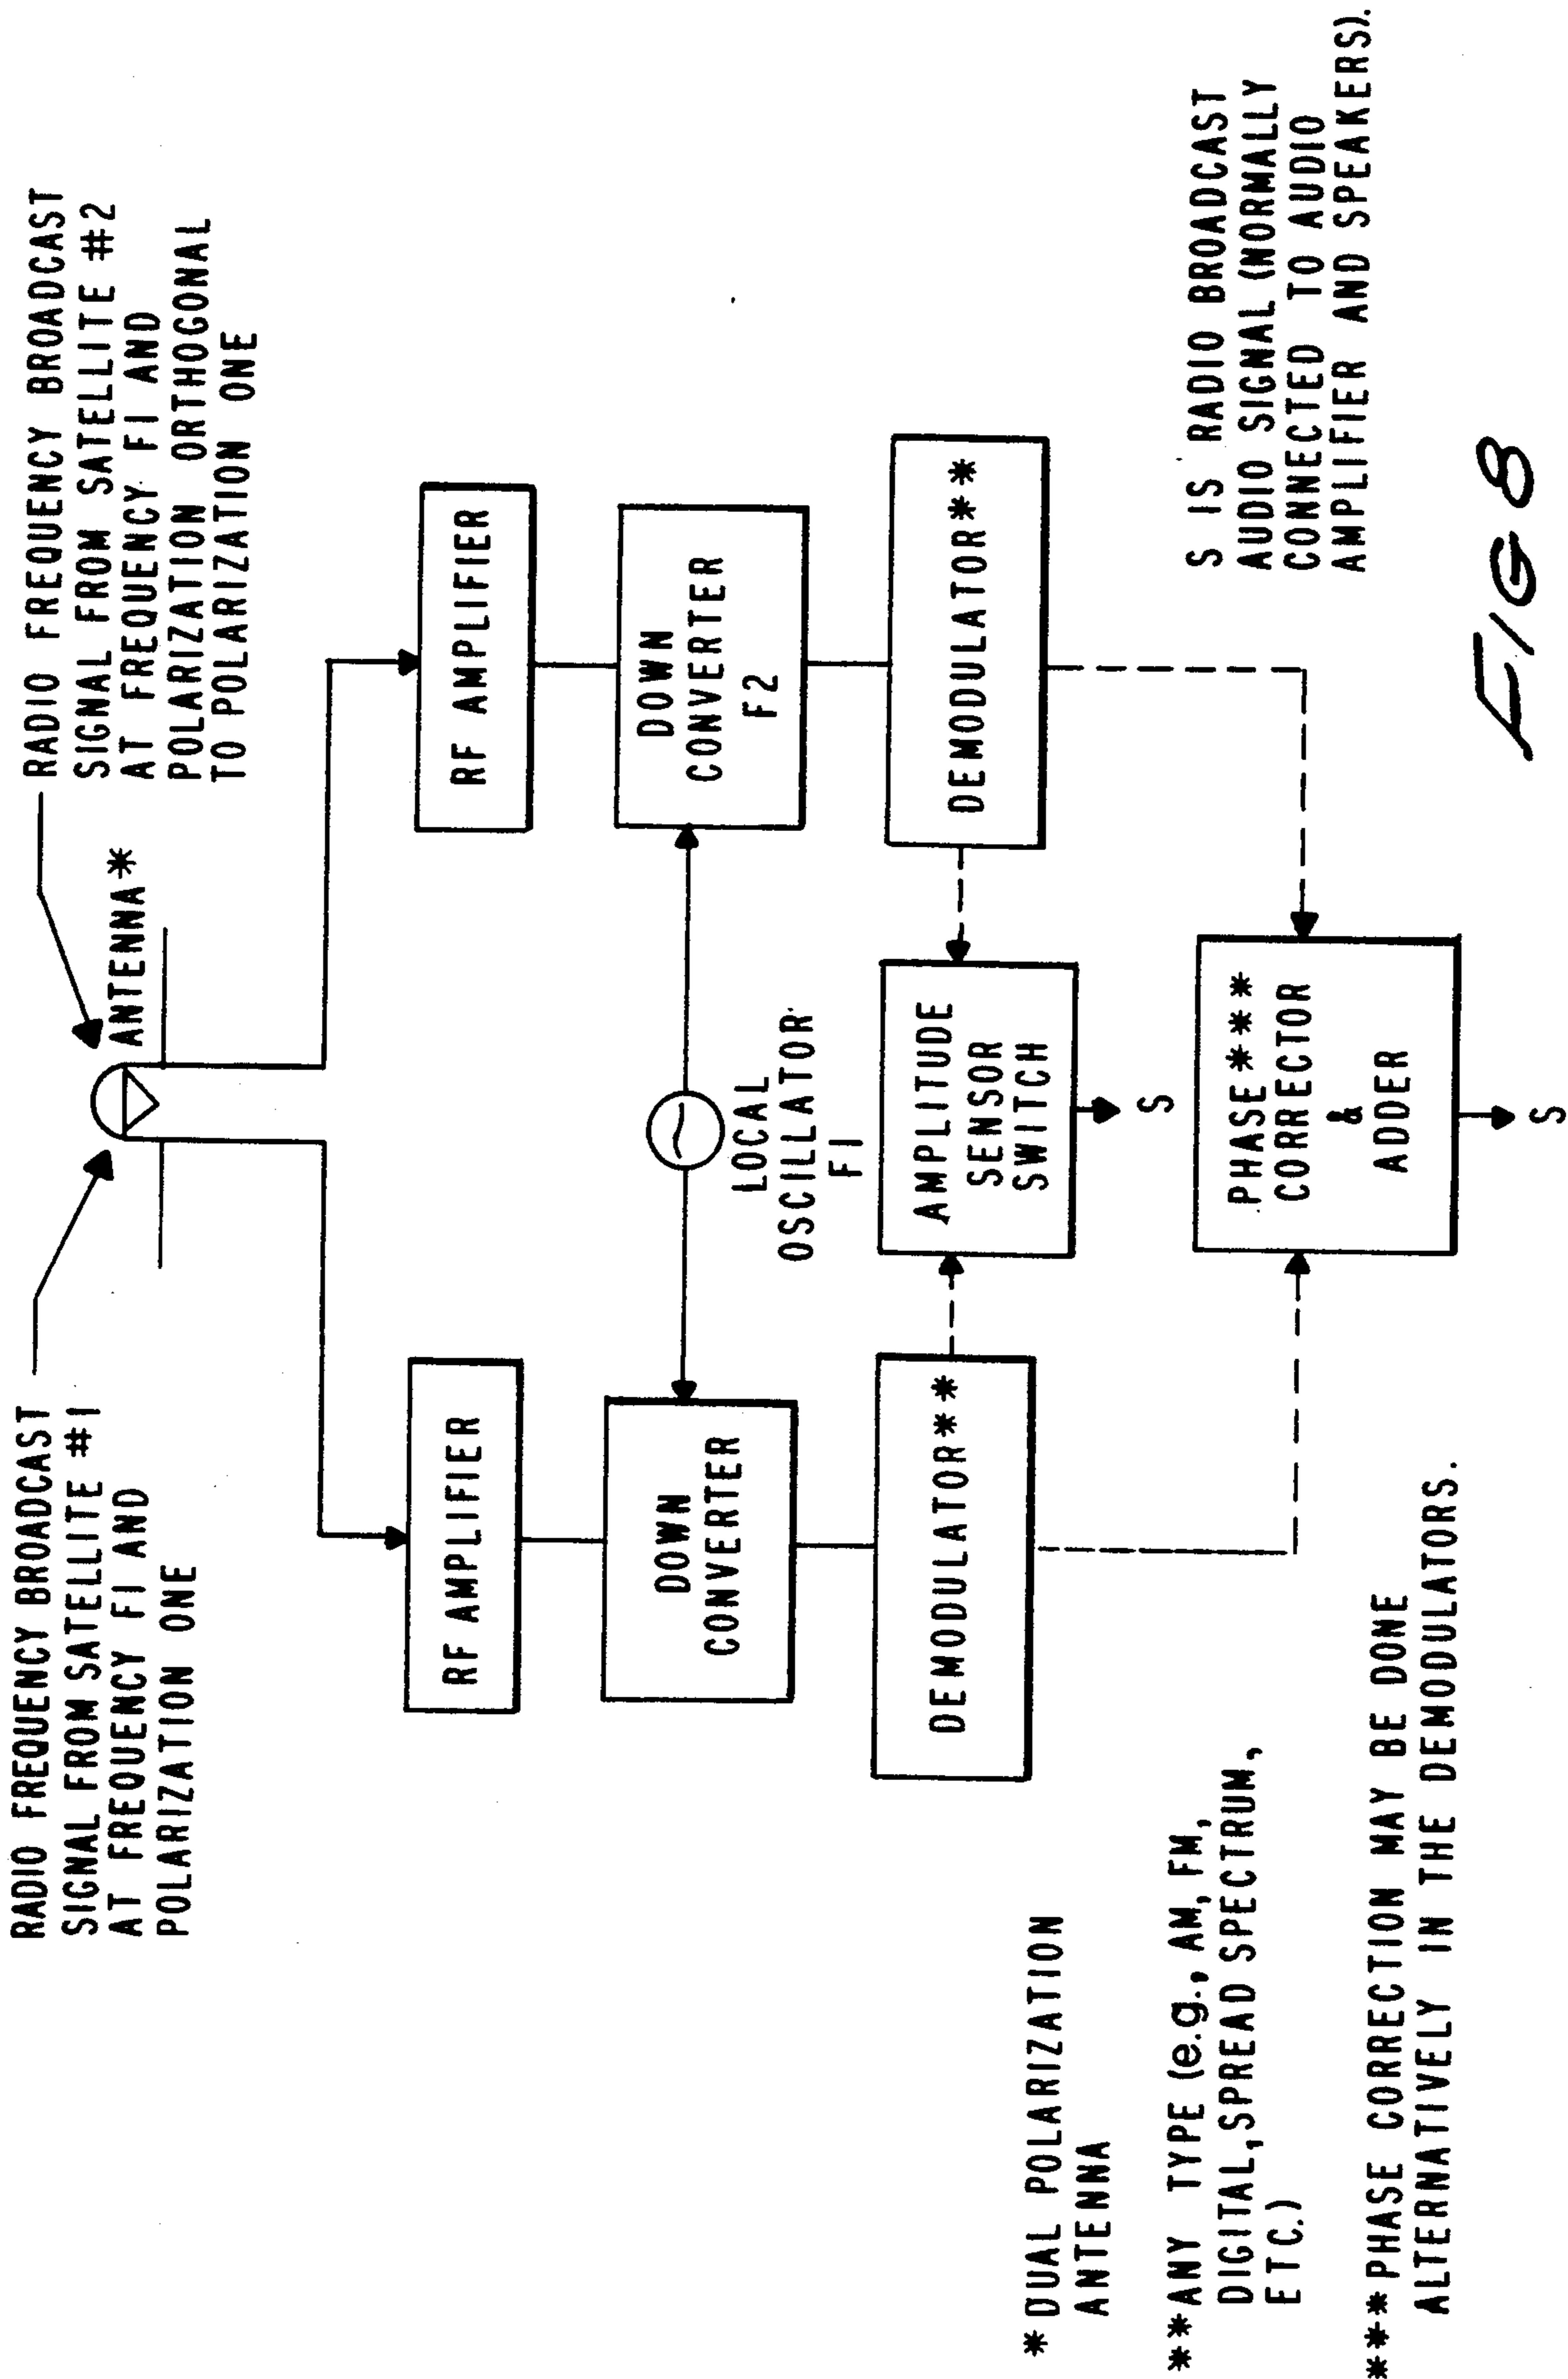 RADIO FREQUENCY BROADCAST
SIGNAL FROM SATELLITE #1
AT FREQUENCY F1 AND
POLARIZATION ONE
RADIO FREQUENCY BROADCAST
SIGNAL FROM SATELLITE #2
AT FREQUENCY F1 AND
POLARIZATION ORTHOGONAL
TO POLARIZATION ONE
ANTENNA*
RF AMPLIFIER
RF AMPLIFIER
DOWN
CONVERTER
LOCAL
OSCILLATOR
F1
DOWN
CONVERTER
F2
DEMODULATOR**
AMPLITUDE
SENSOR
SWITCH
DEMODULATOR**
S
PHASE***
CORRECTOR
&
ADDER
S
S IS RADIO BROADCAST
AUDIO SIGNAL (NORMALLY
CONNECTED TO AUDIO
AMPLIFIER AND SPEAKERS).
*DUAL POLARIZATION
ANTENNA
**ANY TYPE (e.g., AM, FM,
DIGITAL, SPREAD SPECTRUM,
ETC.)
***PHASE CORRECTION MAY BE DONE
ALTERNATIVELY IN THE DEMODULATORS.
FIG 8